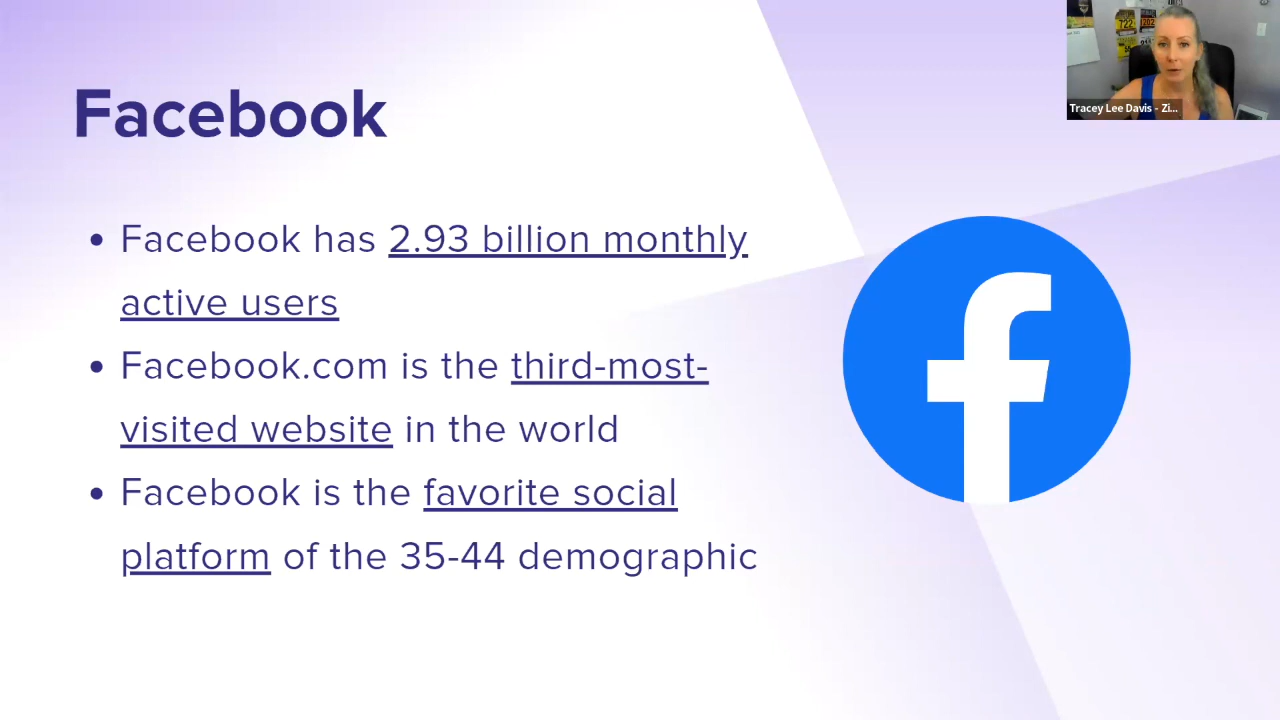 Facebook
Facebook has 2.93 billion monthly
active users
Facebook.com is the third-most-
visited website in the world
Facebook is the favorite social
platform of the 35-44 demographic
Tracey Lee Davis - Zi...
722